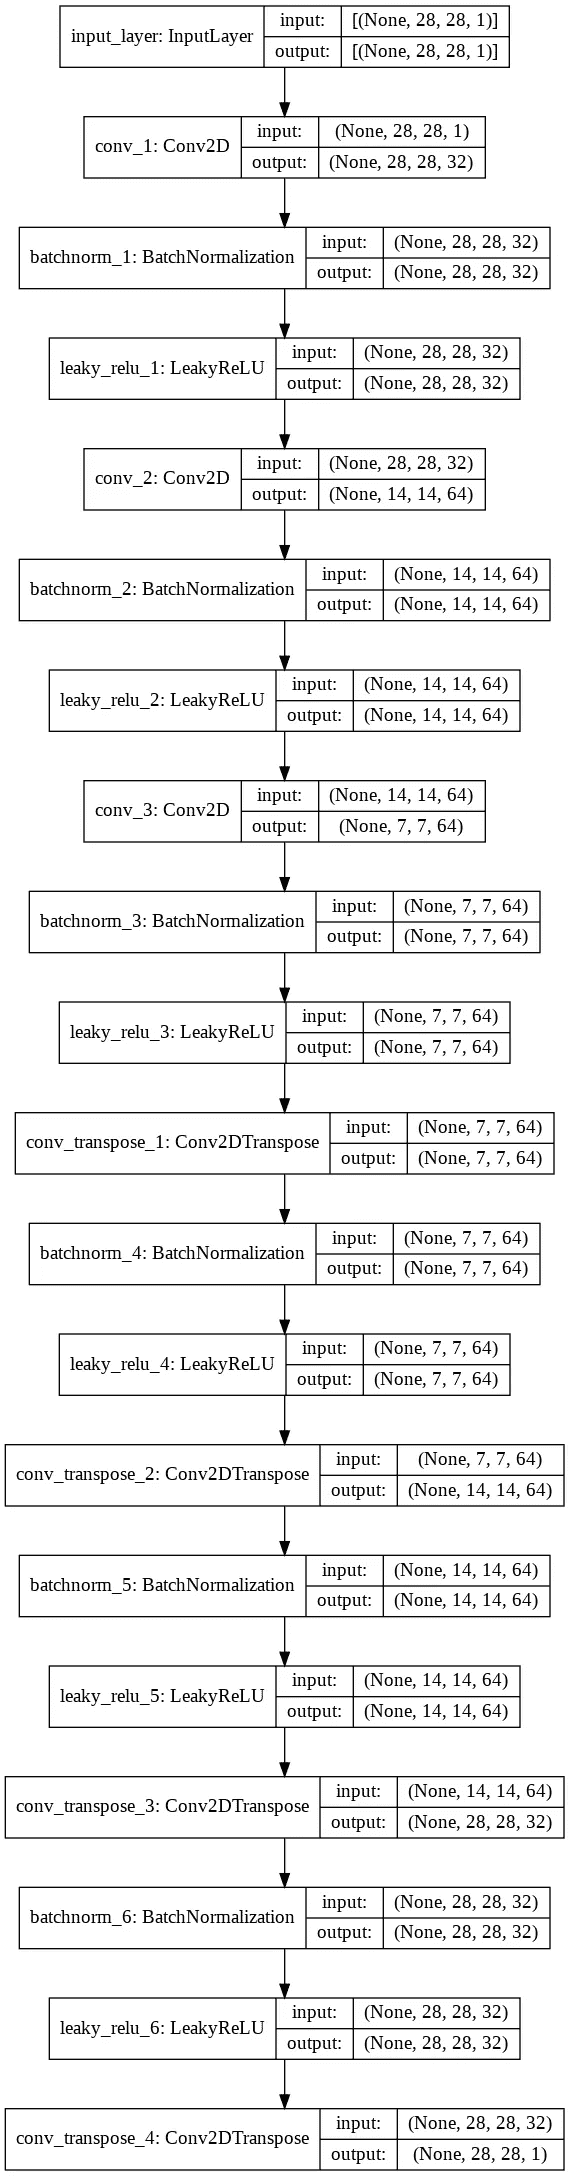 input_layer: InputLayer
input: [(None, 28, 28, 1)]
output: [(None, 28, 28, 1)]
conv_1: Conv2D
input: (None, 28, 28, 1)
output: (None, 28, 28, 32)
batchnorm_1: BatchNormalization
input: (None, 28, 28, 32)
output: (None, 28, 28, 32)
leaky_relu_1: LeakyReLU
input: (None, 28, 28, 32)
output: (None, 28, 28, 32)
conv_2: Conv2D
input: (None, 28, 28, 32)
output: (None, 14, 14, 64)
batchnorm_2: BatchNormalization
input: (None, 14, 14, 64)
output: (None, 14, 14, 64)
leaky_relu_2: LeakyReLU
input: (None, 14, 14, 64)
output: (None, 14, 14, 64)
conv_3: Conv2D
input: (None, 14, 14, 64)
output: (None, 7, 7, 64)
batchnorm_3: BatchNormalization
input: (None, 7, 7, 64)
output: (None, 7, 7, 64)
leaky_relu_3: LeakyReLU
input: (None, 7, 7, 64)
output: (None, 7, 7, 64)
conv_transpose_1: Conv2DTranspose
input: (None, 7, 7, 64)
output: (None, 7, 7, 64)
batchnorm_4: BatchNormalization
input: (None, 7, 7, 64)
output: (None, 7, 7, 64)
leaky_relu_4: LeakyReLU
input: (None, 7, 7, 64)
output: (None, 7, 7, 64)
conv_transpose_2: Conv2DTranspose
input: (None, 7, 7, 64)
output: (None, 14, 14, 64)
batchnorm_5: BatchNormalization
input: (None, 14, 14, 64)
output: (None, 14, 14, 64)
leaky_relu_5: LeakyReLU
input: (None, 14, 14, 64)
output: (None, 14, 14, 64)
conv_transpose_3: Conv2DTranspose
input: (None, 14, 14, 64)
output: (None, 28, 28, 32)
batchnorm_6: BatchNormalization
input: (None, 28, 28, 32)
output: (None, 28, 28, 32)
leaky_relu_6: LeakyReLU
input: (None, 28, 28, 32)
output: (None, 28, 28, 32)
conv_transpose_4: Conv2DTranspose
input: (None, 28, 28, 32)
output: (None, 28, 28, 1)